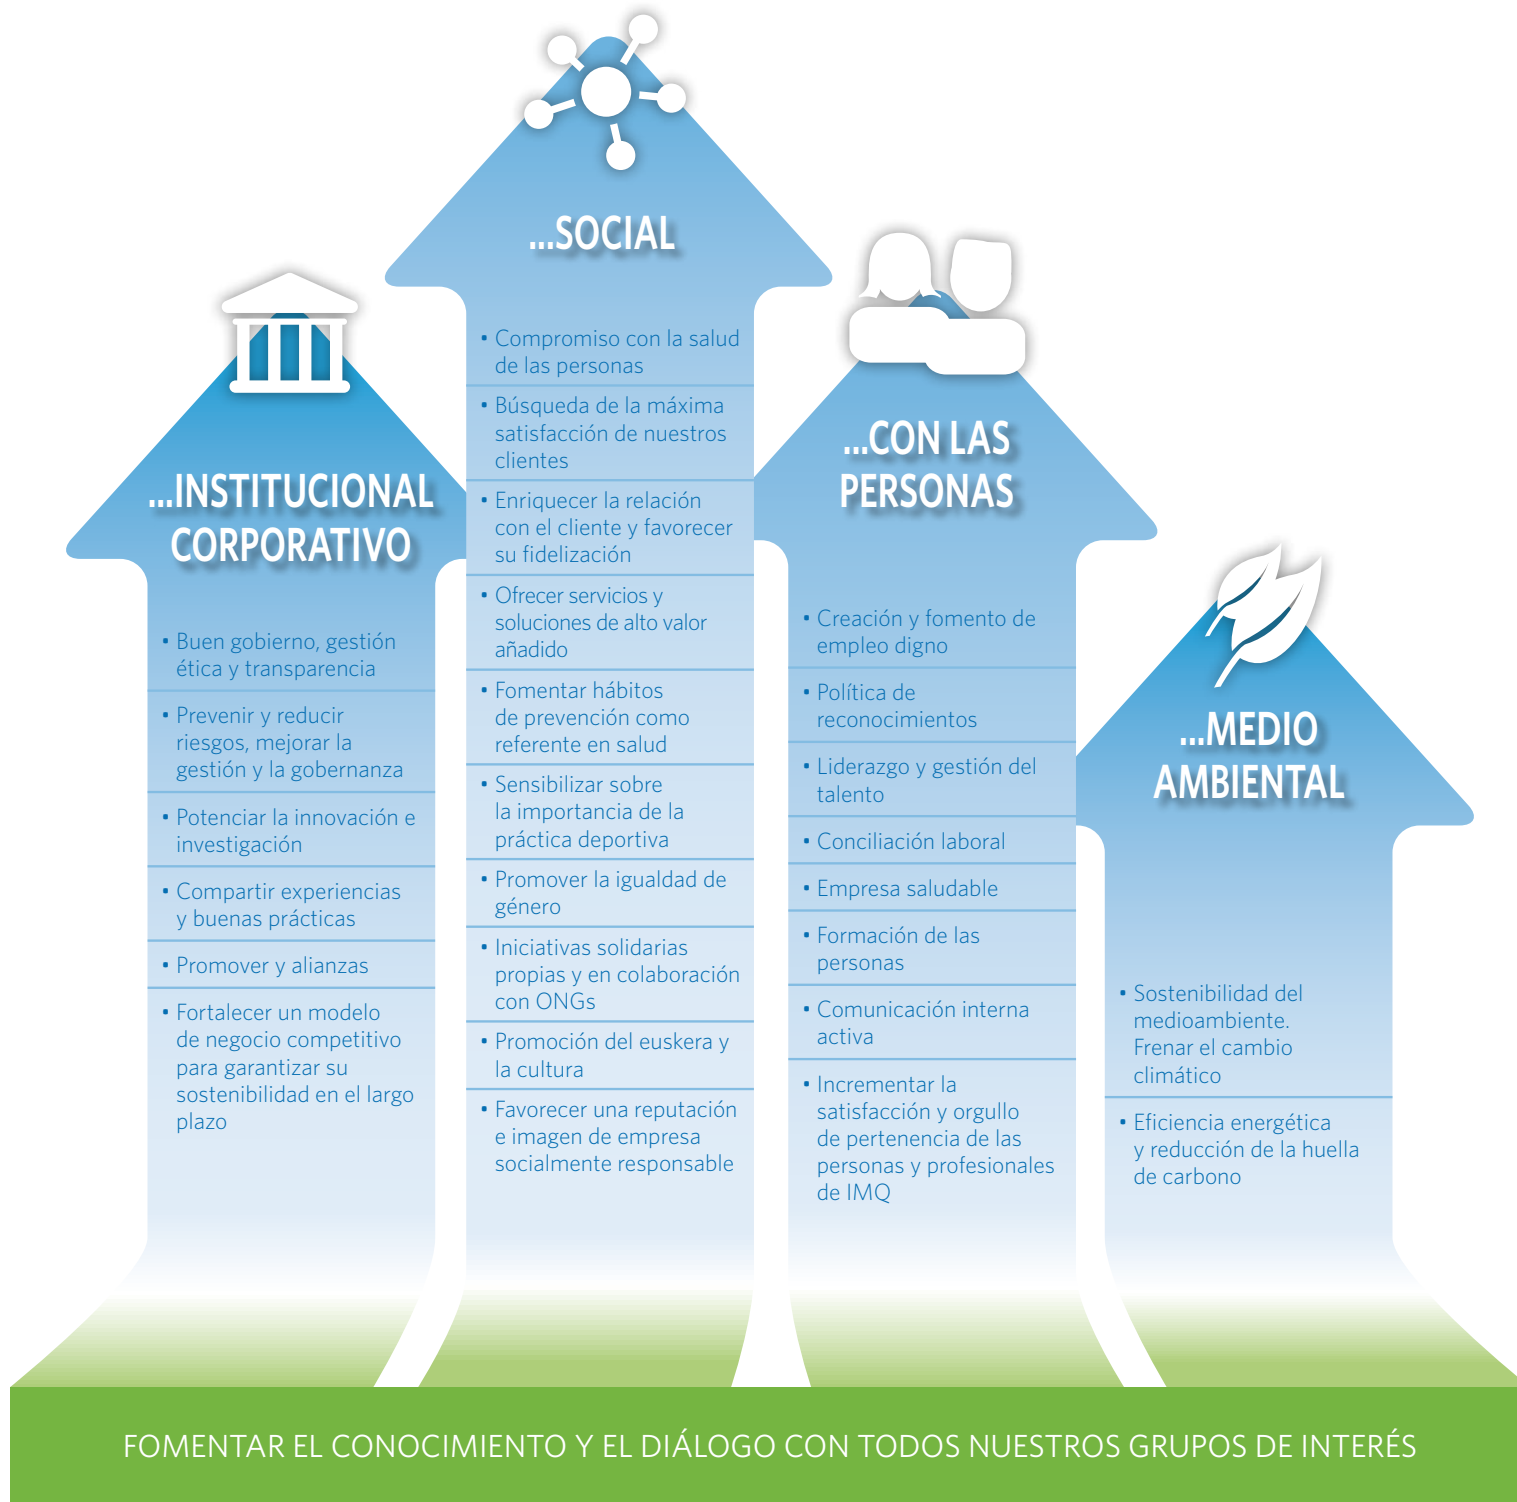 ...INSTITUCIONAL
CORPORATIVO
• Buen gobierno, gestión
ética y transparencia
• Prevenir y reducir
riesgos, mejorar la
gestión y la gobernanza
• Potenciar la innovación e
investigación
• Compartir experiencias
y buenas prácticas
• Promover y alianzas
• Fortalecer un modelo
de negocio competitivo
para garantizar su
sostenibilidad en el largo
plazo
...SOCIAL
• Compromiso con la salud
de las personas
• Búsqueda de la máxima
satisfacción de nuestros
clientes
• Enriquecer la relación
con el cliente y favorecer
su fidelización
• Ofrecer servicios y
soluciones de alto valor
añadido
• Fomentar hábitos
de prevención como
referente en salud
• Sensibilizar sobre
la importancia de la
práctica deportiva
• Promover la igualdad de
género
• Iniciativas solidarias
propias y en colaboración
con ONGs
• Promoción del euskera y
la cultura
• Favorecer una reputación
e imagen de empresa
socialmente responsable
...CON LAS
PERSONAS
• Creación y fomento de
empleo digno
• Política de
reconocimientos
• Liderazgo y gestión del
talento
• Conciliación laboral
• Empresa saludable
• Formación de las
personas
• Comunicación interna
activa
• Incrementar la
satisfacción y orgullo
de pertenencia de las
personas y profesionales
de IMQ
...MEDIO
AMBIENTAL
• Sostenibilidad del
medioambiente.
Frenar el cambio
climático
• Eficiencia energética
y reducción de la huella
de carbono
FOMENTAR EL CONOCIMIENTO Y EL DIÁLOGO CON TODOS NUESTROS GRUPOS DE INTERÉS